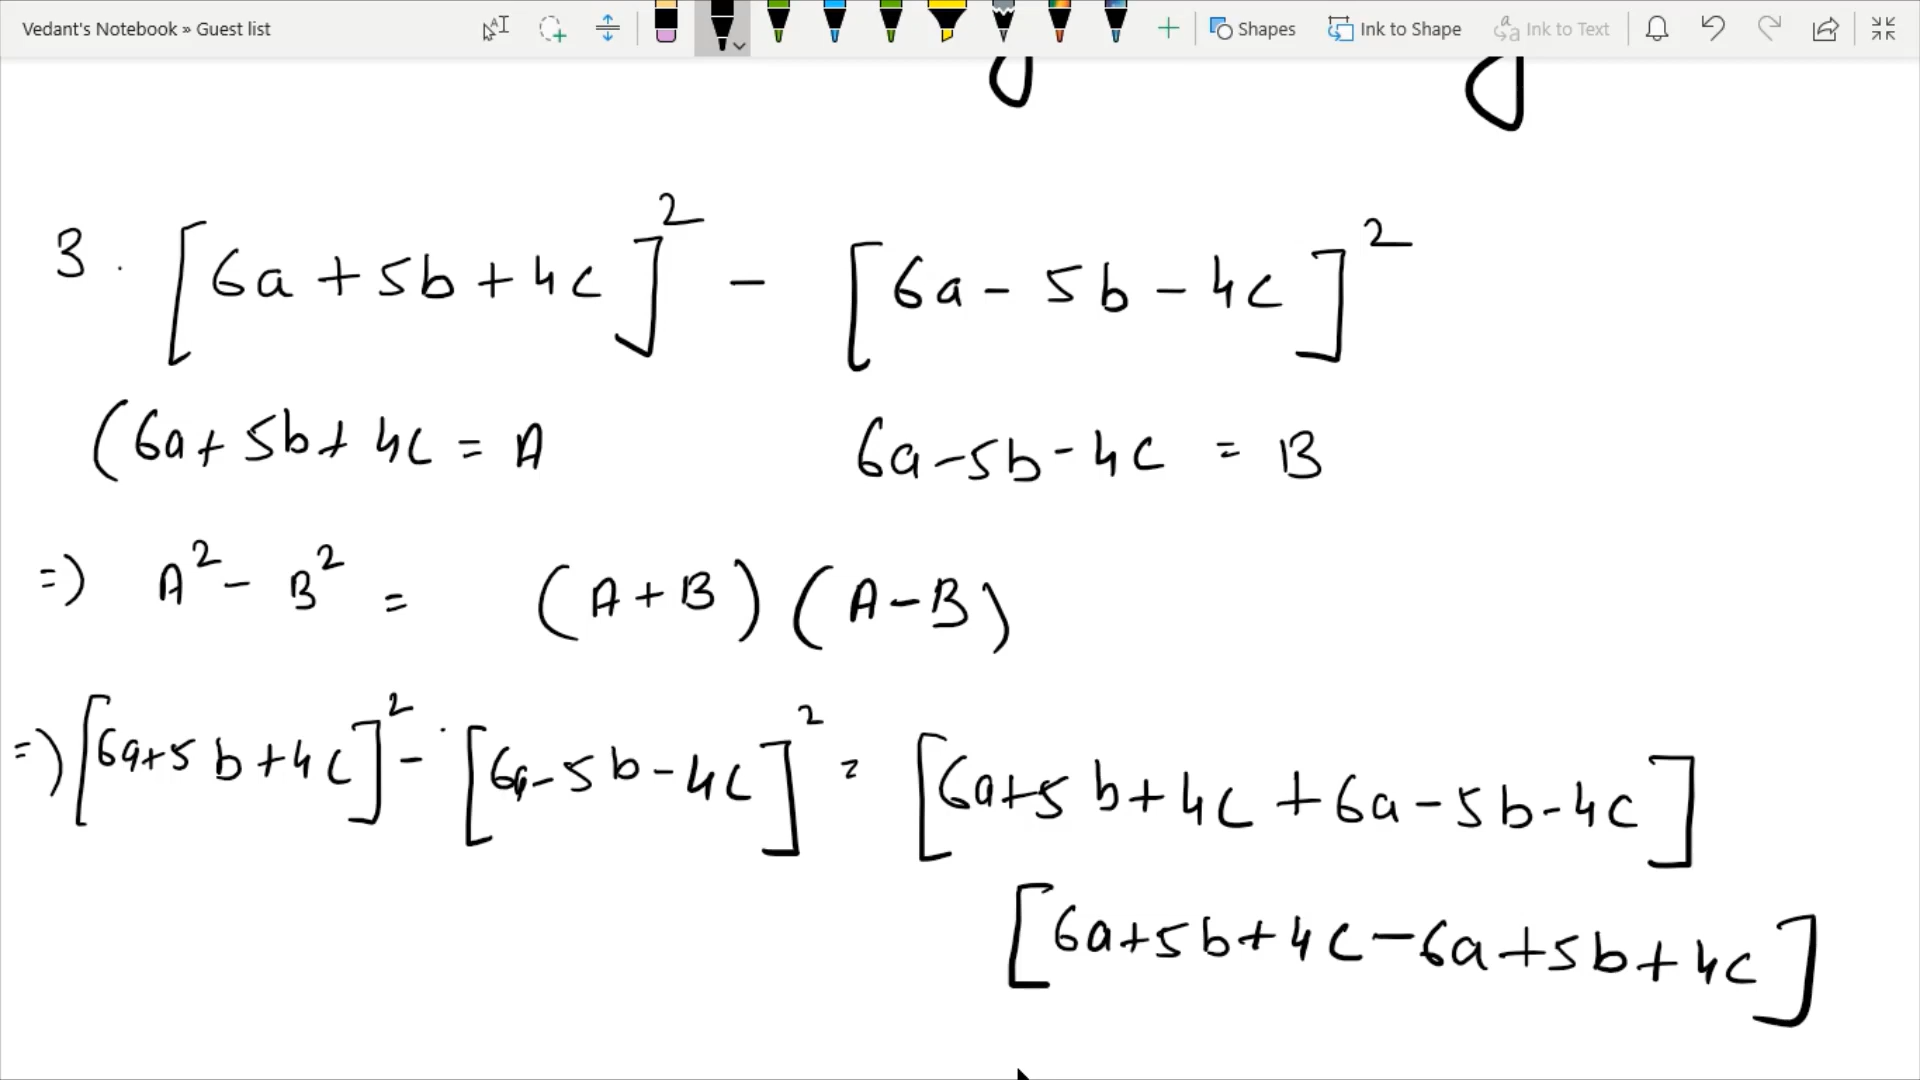 Vedant's Notebook » Guest list Shapes Ink to Shape Ink to Text
3. [6a + 5b + 4c]² - [6a - 5b - 4c]²
(6a + 5b + 4c = A 6a - 5b - 4c = B
=) A² - B² = (A + B) (A - B)
=) [6a + 5b + 4c]² - [6a - 5b - 4c]² = [6a + 5b + 4c + 6a - 5b - 4c]
[6a + 5b + 4c - 6a + 5b + 4c]